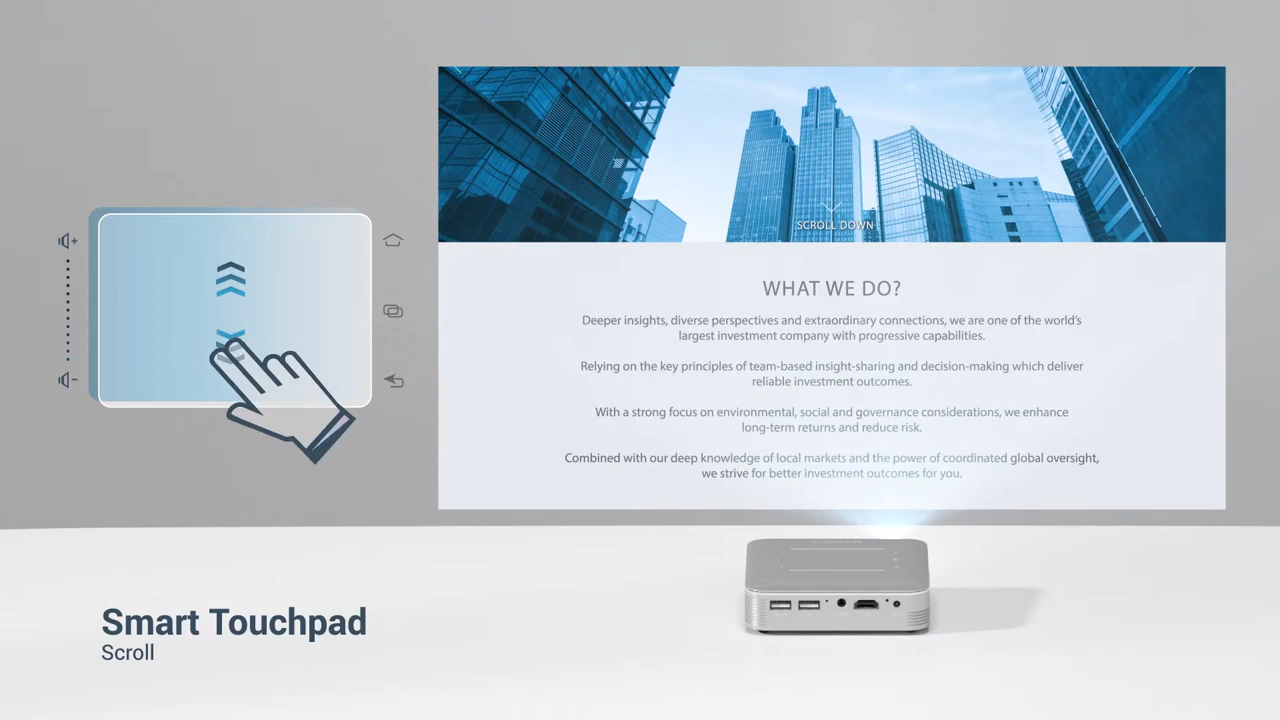 SCROLL DOWN
WHAT WE DO?
Deeper insights, diverse perspectives and extraordinary connections, we are one of the world's
largest investment company with progressive capabilities.
Relying on the key principles of team-based insight-sharing and decision-making which deliver
reliable investment outcomes.
With a strong focus on environmental, social and governance considerations, we enhance
long-term returns and reduce risk.
Combined with our deep knowledge of local markets and the power of coordinated global oversight,
we strive for better investment outcomes for you.
Smart Touchpad
Scroll